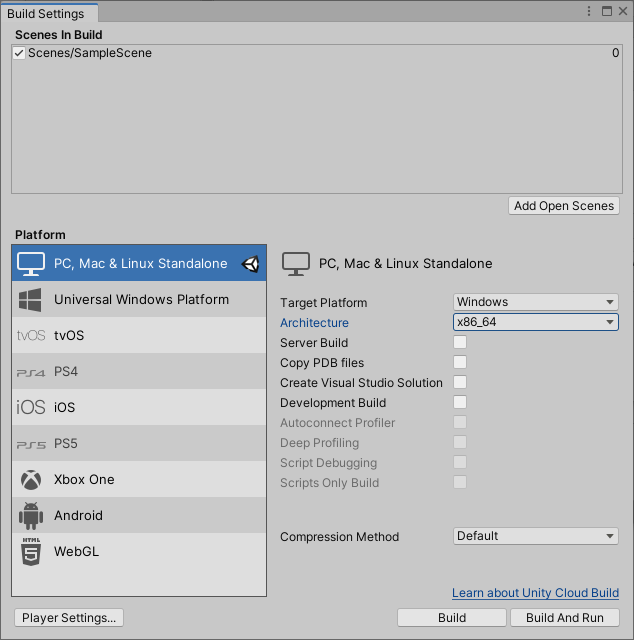 Build Settings
Scenes In Build
Scenes/SampleScene 0
Add Open Scenes
Platform
PC, Mac & Linux Standalone
Universal Windows Platform
tvOS tvOS
PS4 PS4
iOS iOS
PS5 PS5
Xbox One
Android
HTML 5 WebGL
PC, Mac & Linux Standalone
Target Platform Windows
Architecture x86_64
Server Build
Copy PDB files
Create Visual Studio Solution
Development Build
Autoconnect Profiler
Deep Profiling
Script Debugging
Scripts Only Build
Compression Method Default
Learn about Unity Cloud Build
Player Settings... Build Build And Run